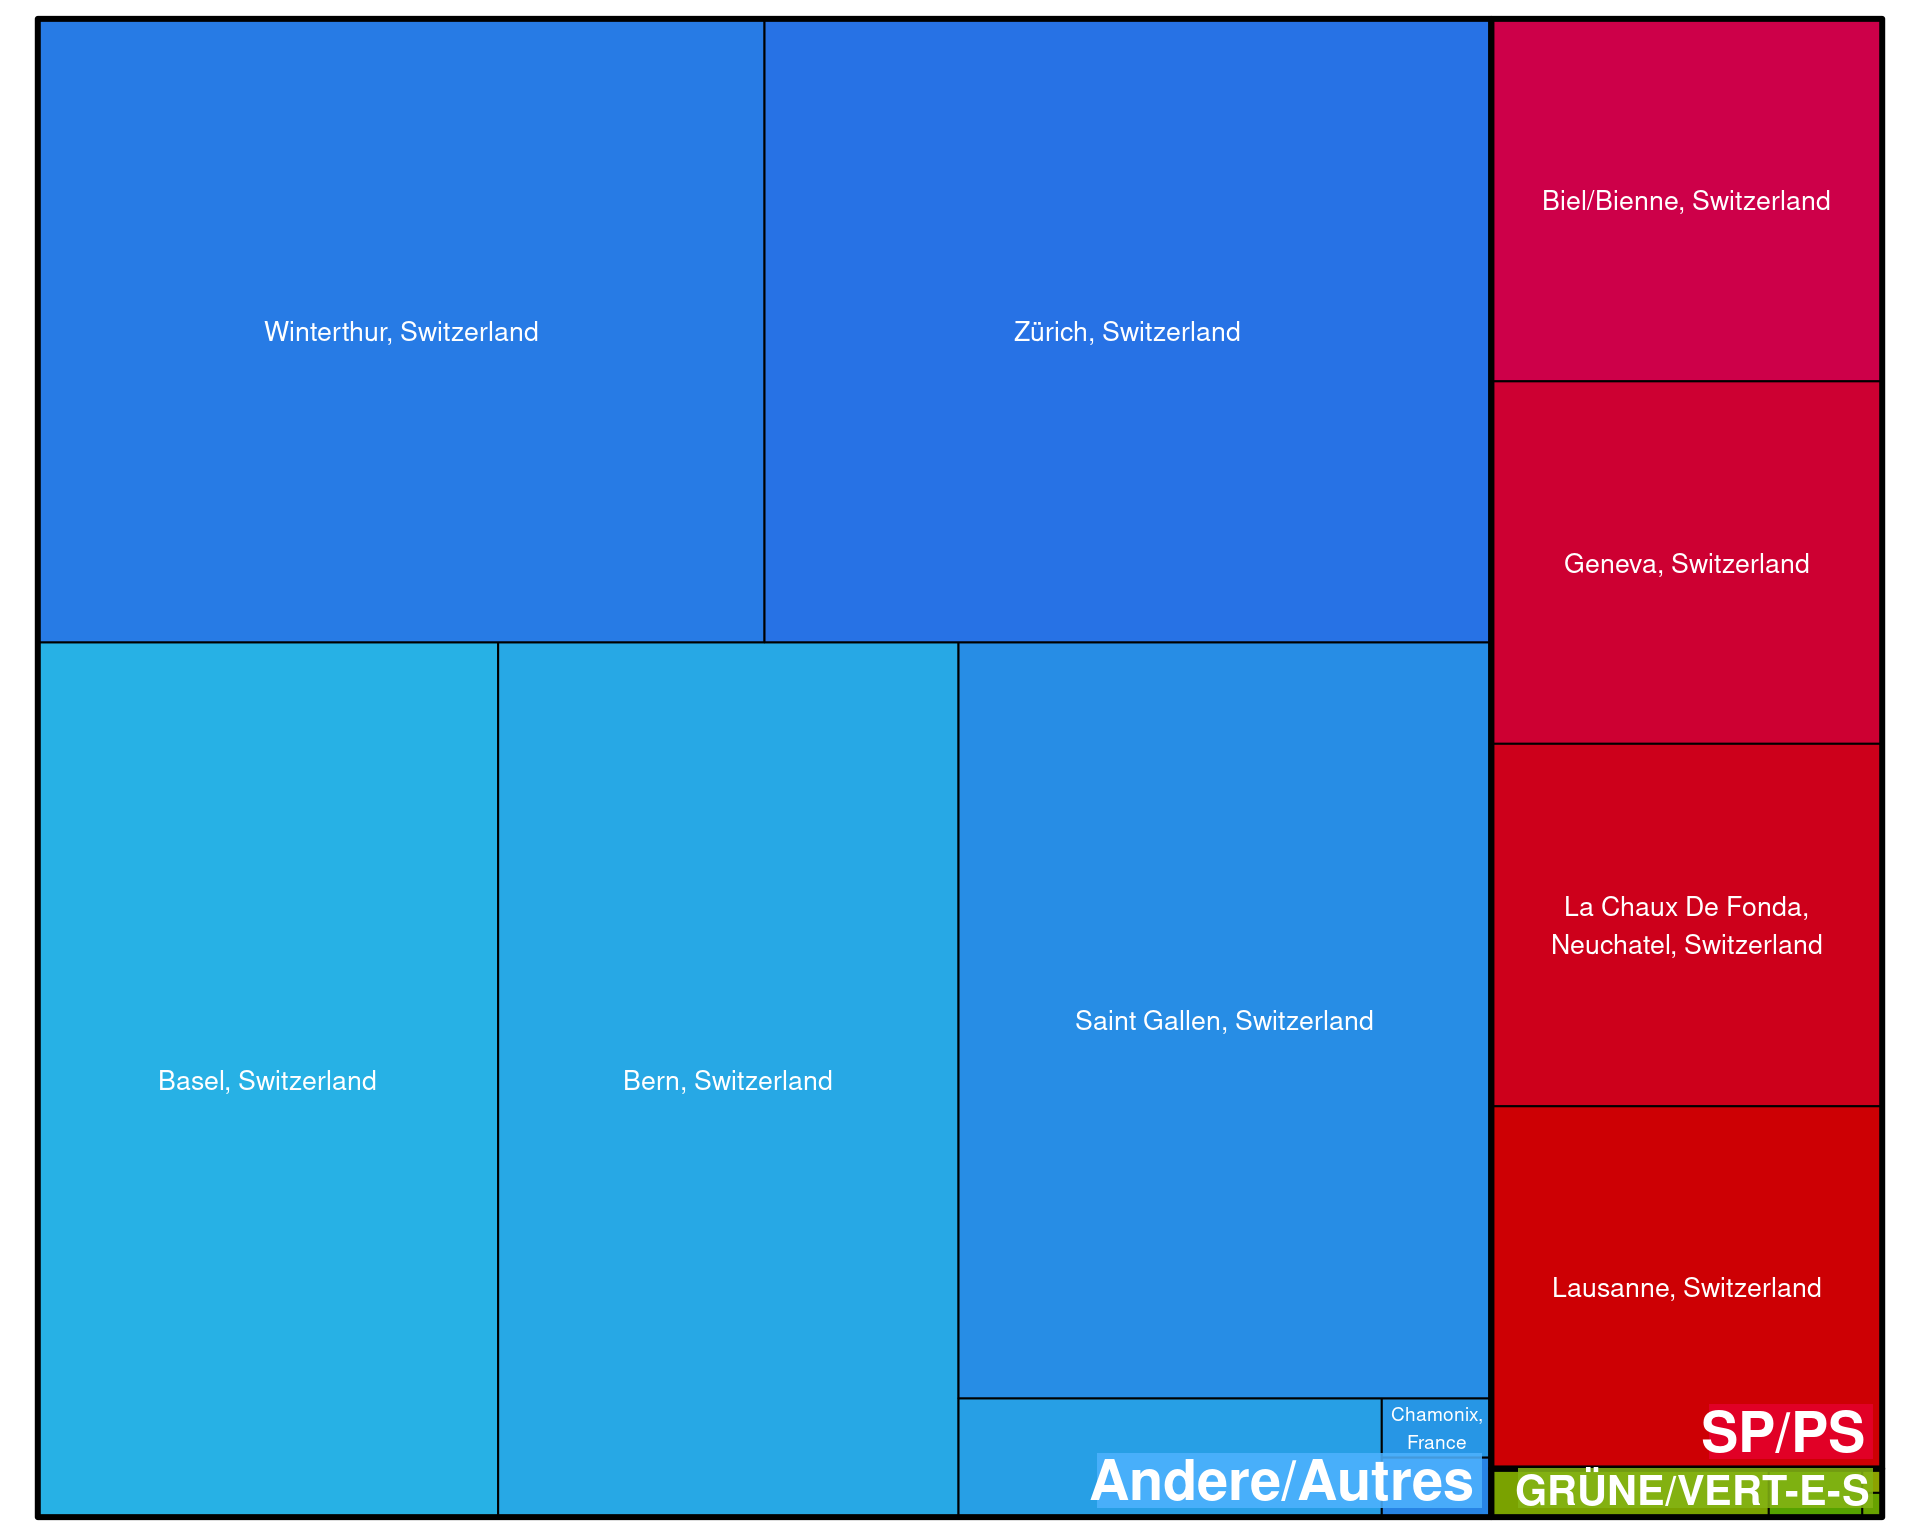 Winterthur, Switzerland
Zürich, Switzerland
Biel/Bienne, Switzerland
Geneva, Switzerland
La Chaux De Fonda,
Neuchatel, Switzerland
Basel, Switzerland
Bern, Switzerland
Saint Gallen, Switzerland
Lausanne, Switzerland
Chamonix,
France
SP/PS
Andere/Autres
GRÜNE/VERT-E-S